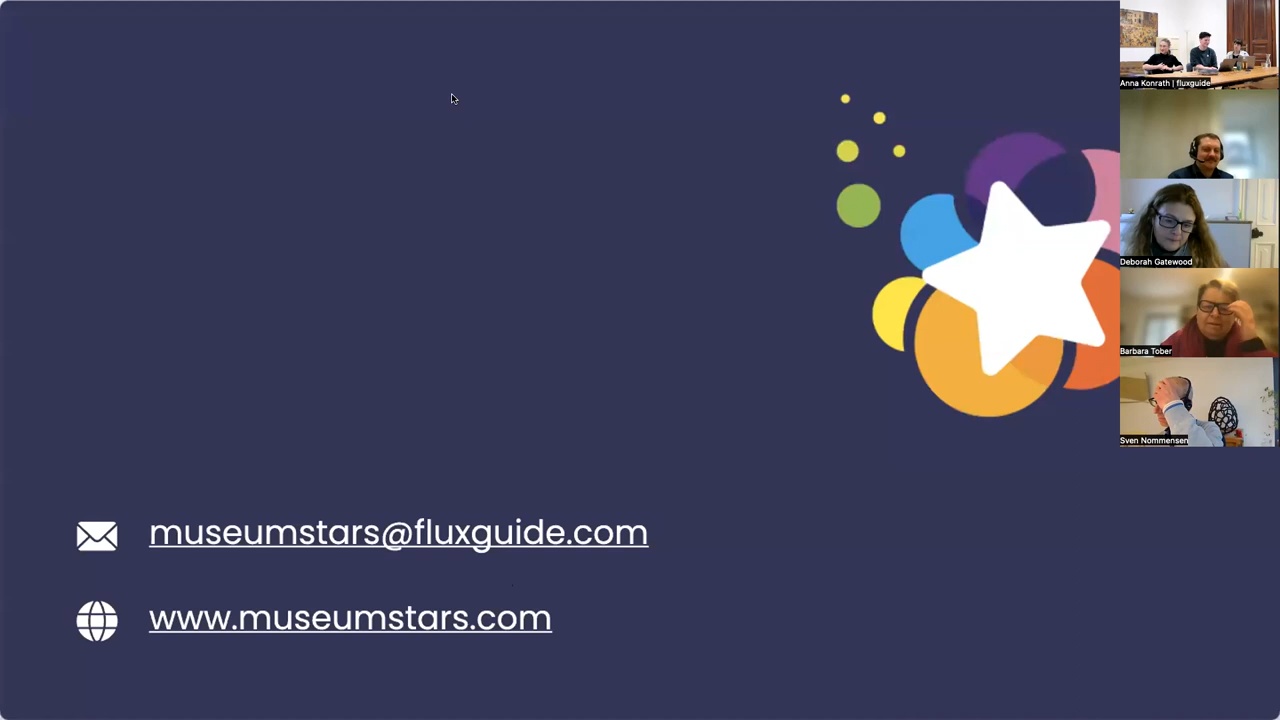 Anna Konrath | fluxguide
Deborah Gatewood
Barbara Tober
Sven Nommensen
museumstars@fluxguide.com
www.museumstars.com